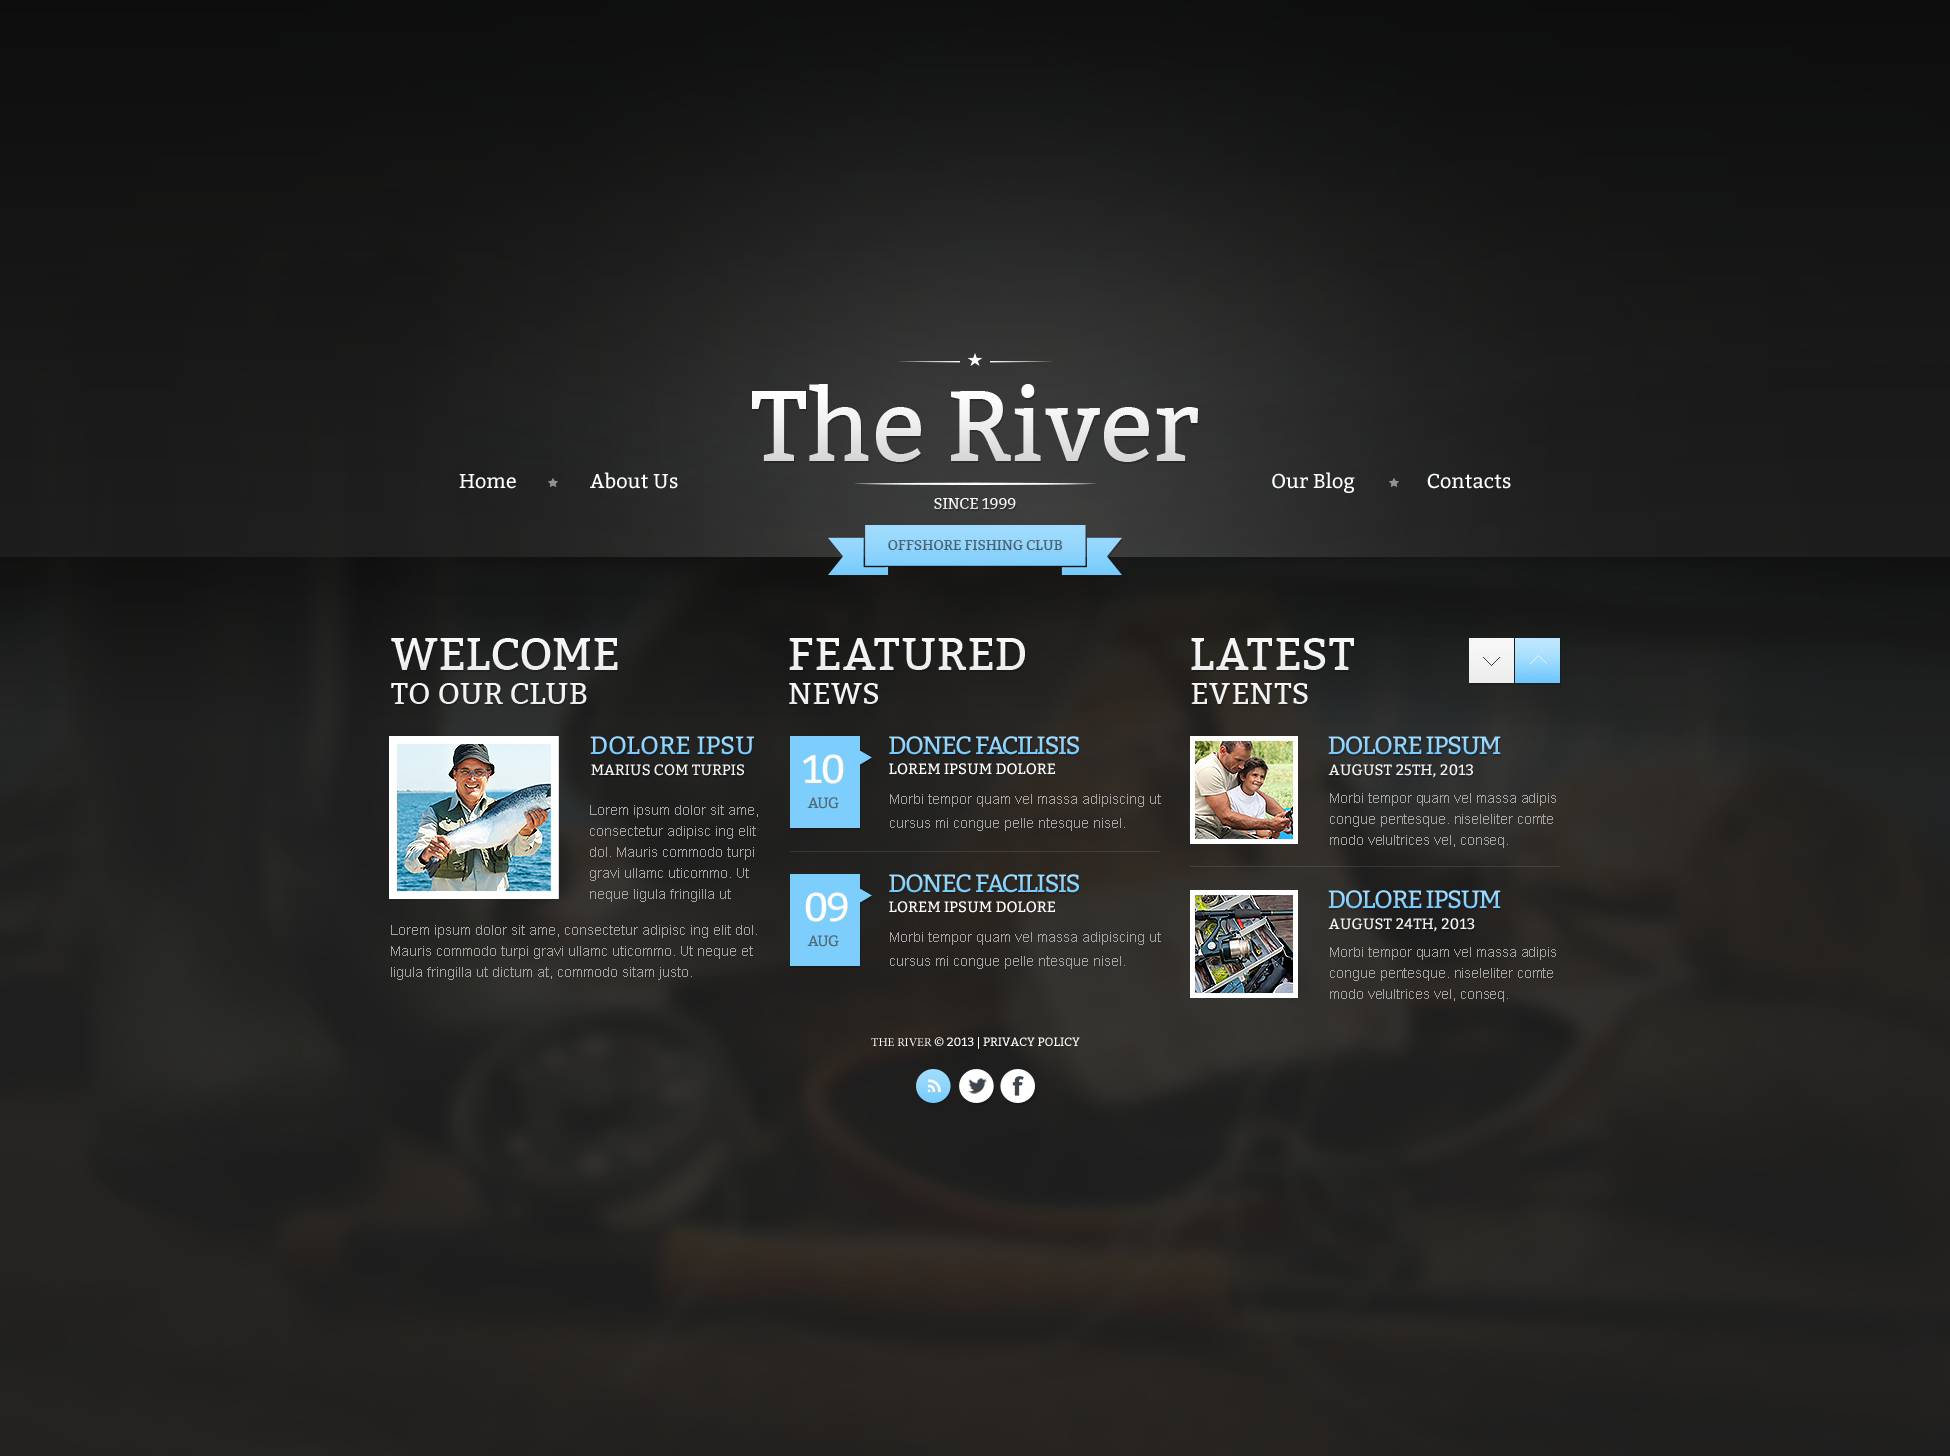 The River
Home
About Us
Our Blog
Contacts
SINCE 1999
OFFSHORE FISHING CLUB
WELCOME
TO OUR CLUB
DOLORE IPSU
MARIUS COM TURPIS
Lorem ipsum dolor sit ame,
consectetur adipisc ing elit
dol. Mauris commodo turpi
gravi ullamc uticommo. Ut
neque ligula fringilla ut
Lorem ipsum dolor sit ame, consectetur adipisc ing elit dol.
Mauris commodo turpi gravi ullamc uticommo. Ut neque et
ligula fringilla ut dictum at, commodo sitam justo.
FEATURED
NEWS
10
AUG
DONEC FACILISIS
LOREM IPSUM DOLORE
Morbi tempor quam vel massa adipiscing ut
cursus mi congue pelle ntesque nisel.
09
AUG
DONEC FACILISIS
LOREM IPSUM DOLORE
Morbi tempor quam vel massa adipiscing ut
cursus mi congue pelle ntesque nisel.
LATEST
EVENTS
DOLORE IPSUM
AUGUST 25TH, 2013
Morbi tempor quam vel massa adipis
congue pentesque. niseleliter comte
modo velultrices vel, conseq.
DOLORE IPSUM
AUGUST 24TH, 2013
Morbi tempor quam vel massa adipis
congue pentesque. niseleliter comte
modo velultrices vel, conseq.
THE RIVER © 2013 | PRIVACY POLICY